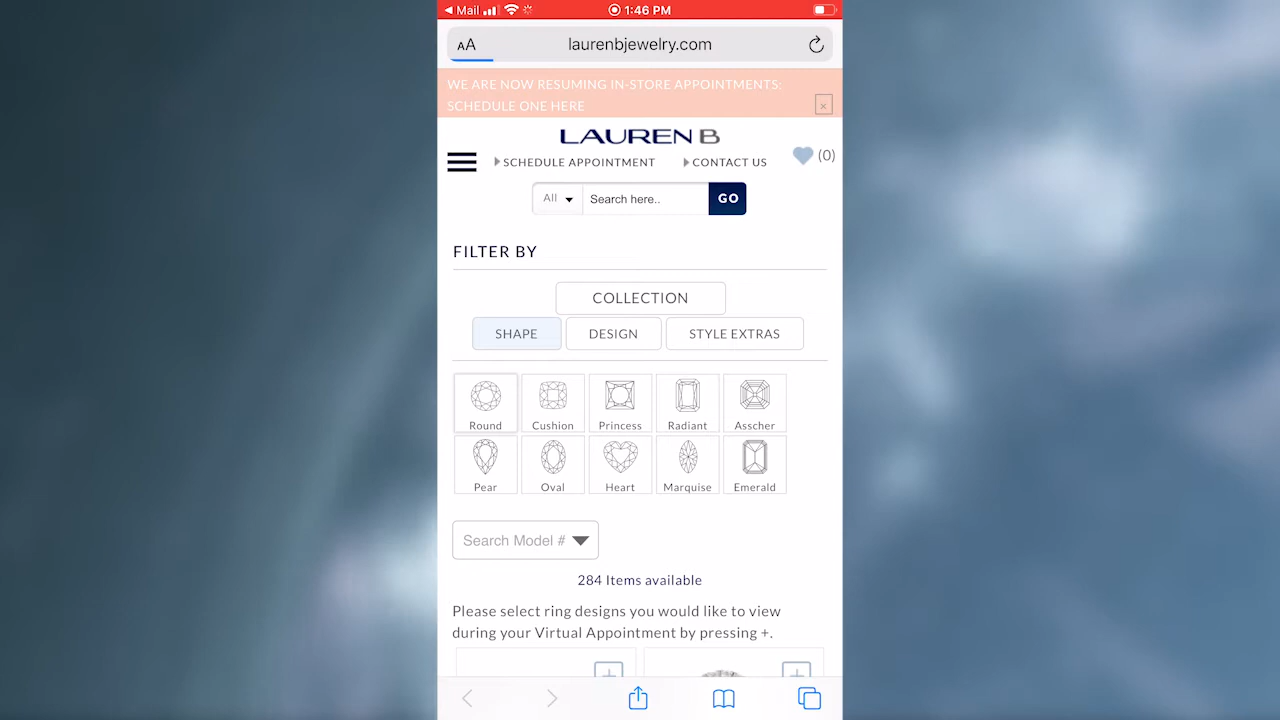 Mail 1:46 PM
AA laurenbjewelry.com
WE ARE NOW RESUMING IN-STORE APPOINTMENTS:
SCHEDULE ONE HERE x
LAUREN B
SCHEDULE APPOINTMENT CONTACT US (0)
All Search here.. GO
FILTER BY
COLLECTION
SHAPE DESIGN STYLE EXTRAS
Round Cushion Princess Radiant Asscher
Pear Oval Heart Marquise Emerald
Search Model #
284 Items available
Please select ring designs you would like to view
during your Virtual Appointment by pressing +.